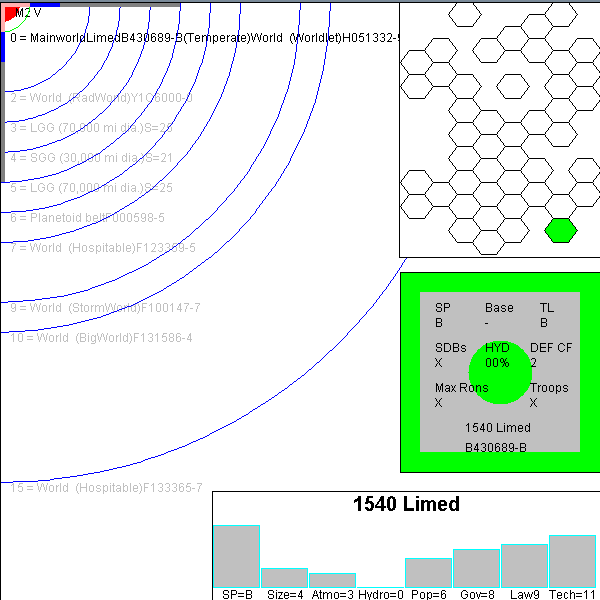 M2 V
0 = MainworldLimedB430689-B(Temperate)World (Worldlet)H051332-
2 = World (RadWorld)Y1C6000-0
3 = LGG (70,000 mi dia.)S=25
4 = SGG (30,000 mi dia.)S=21
5 = LGG (70,000 mi dia.)S=25
6 = Planetoid beltF000598-5
7 = World (Hospitable)F123369-5
9 = World (StormWorld)F100147-7
10 = World (BigWorld)F131586-4
15 = World (Hospitable)F133365-7
SP Base TL
B - B
SDBs HYD DEF CF
X 00% 2
Max Rons Troops
X X
1540 Limed
B430689-B
1540 Limed
SP=B Size=4 Atmo=3 Hydro=0 Pop=6 Gov=8 Law9 Tech=11